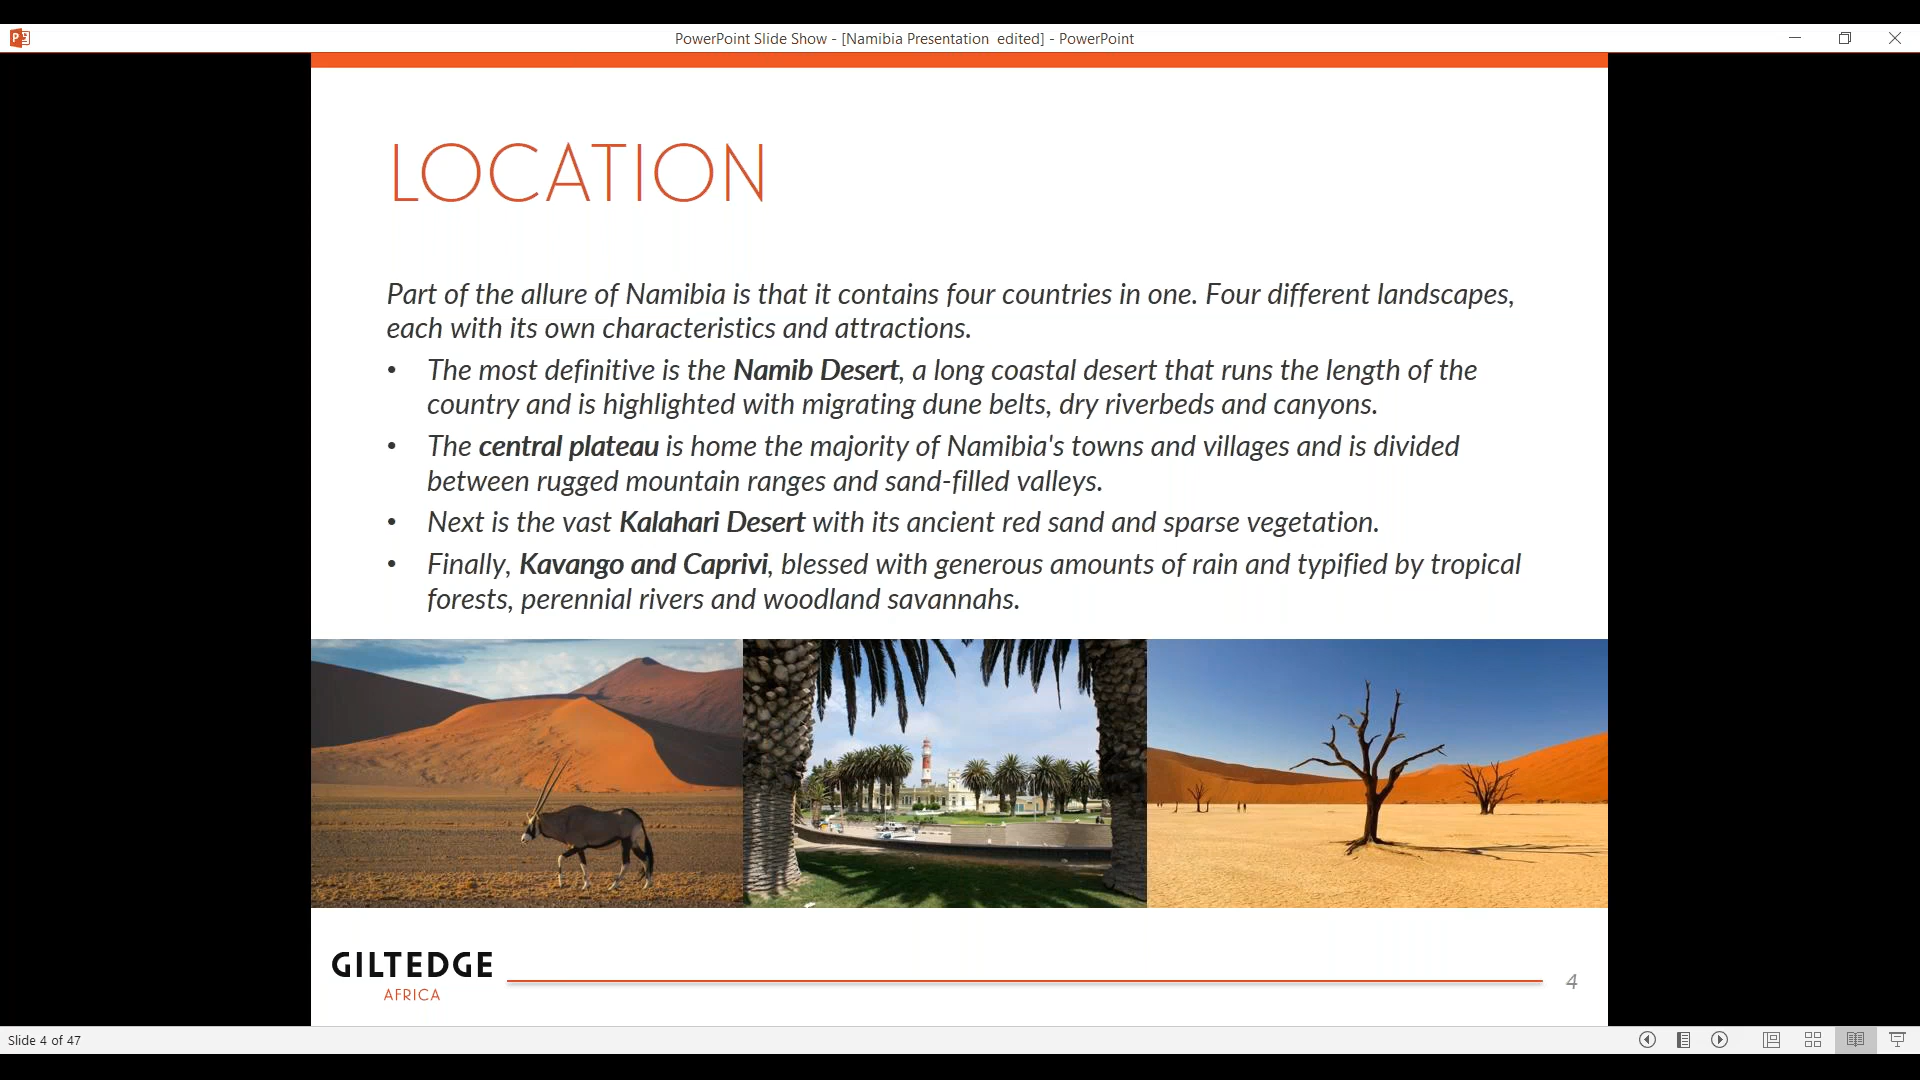 PowerPoint Slide Show - [Namibia Presentation  edited] - PowerPoint
LOCATION
Part of the allure of Namibia is that it contains four countries in one. Four different landscapes,
each with its own characteristics and attractions.
• The most definitive is the Namib Desert, a long coastal desert that runs the length of the
country and is highlighted with migrating dune belts, dry riverbeds and canyons.
• The central plateau is home the majority of Namibia's towns and villages and is divided
between rugged mountain ranges and sand-filled valleys.
• Next is the vast Kalahari Desert with its ancient red sand and sparse vegetation.
• Finally, Kavango and Caprivi, blessed with generous amounts of rain and typified by tropical
forests, perennial rivers and woodland savannahs.
GILTEDGE
AFRICA
4
Slide 4 of 47